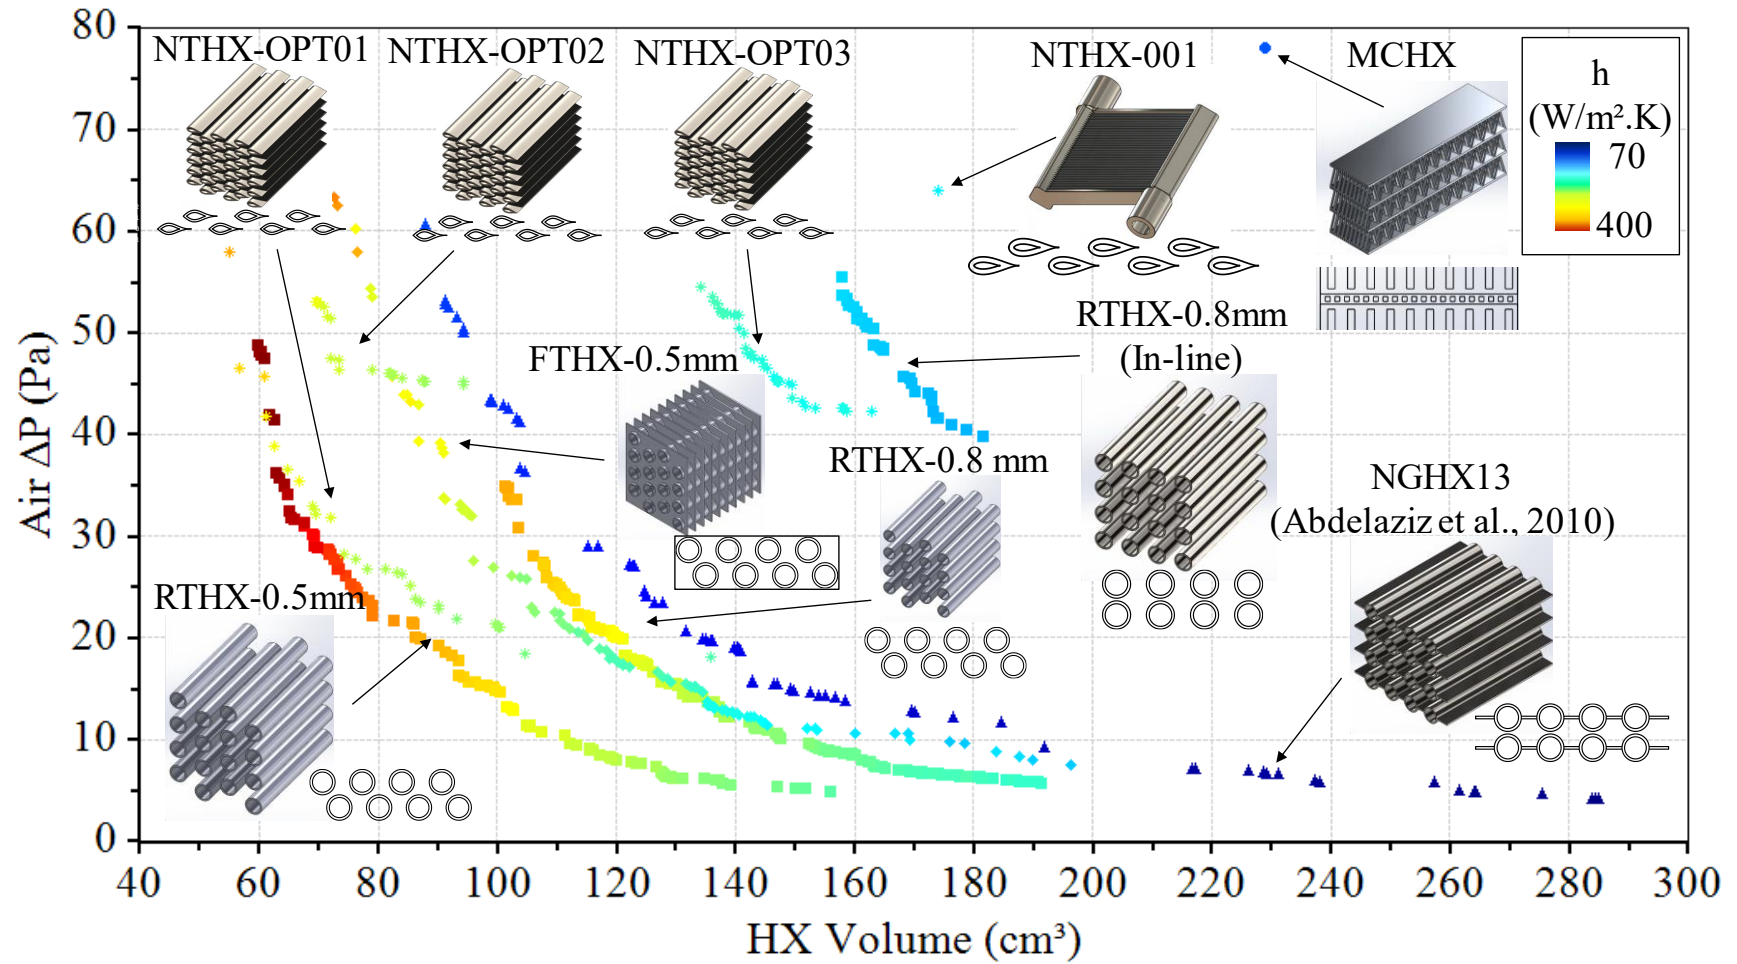 80
70
60
50
40
30
20
10
0
Air ΔP (Pa)
NTHX-OPT01
NTHX-OPT02
NTHX-OPT03
NTHX-001
MCHX
h
(W/m².K)
70
400
RTHX-0.8mm
(In-line)
FTHX-0.5mm
RTHX-0.8 mm
NGHX13
(Abdelaziz et al., 2010)
RTHX-0.5mm
40
60
80
100
120
140
160
180
200
220
240
260
280
300
HX Volume (cm³)